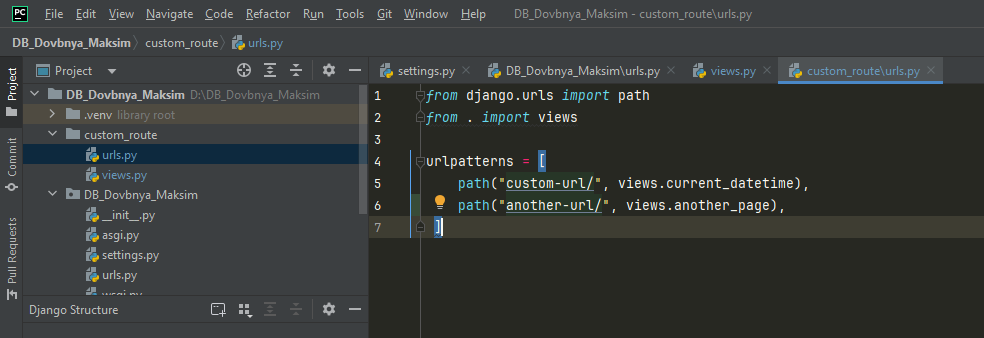 PC File Edit View Navigate Code Refactor Run Tools Git Window Help DB_Dovbnya_Maksim - custom_route\urls.py
DB_Dovbnya_Maksim custom_route urls.py
Project
Commit
Pull Requests
Project
DB_Dovbnya_Maksim D:\DB_Dovbnya_Maksim
.venv library root
custom_route
urls.py
views.py
DB_Dovbnya_Maksim
__init__.py
asgi.py
settings.py
urls.py
wsgi.py
Django Structure
settings.py DB_Dovbnya_Maksim\urls.py views.py custom_route\urls.py
1 from django.urls import path
2 from . import views
3
4 urlpatterns = [
5 path("custom-url/", views.current_datetime),
6 path("another-url/", views.another_page),
7 ]